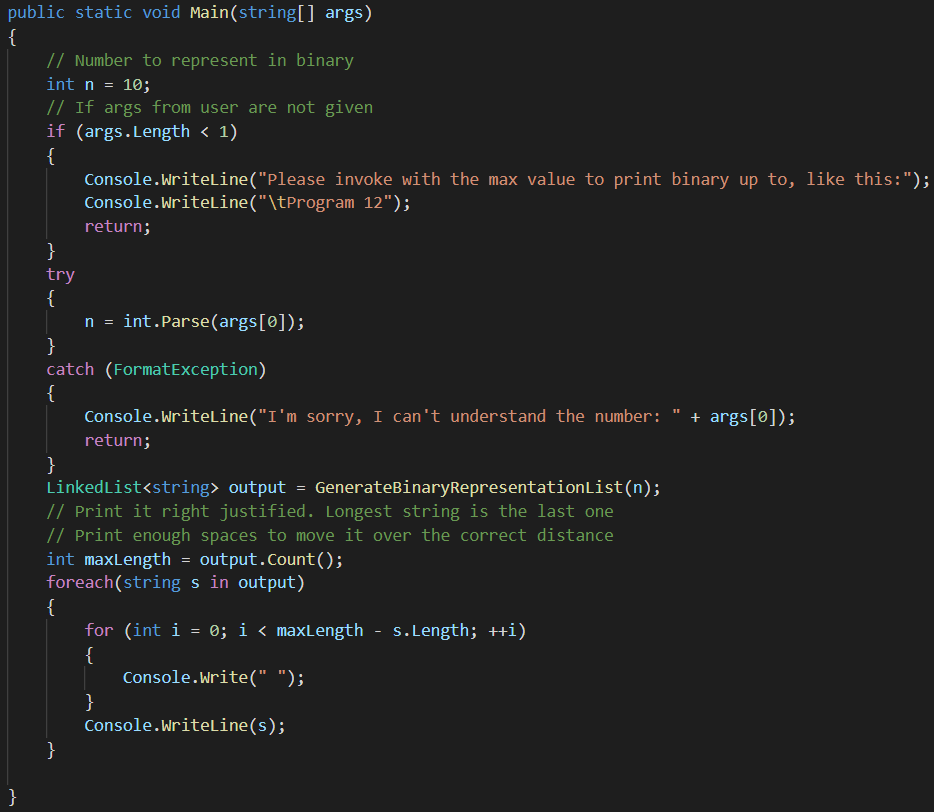 public static void Main(string[] args)
{
    // Number to represent in binary
    int n = 10;
    // If args from user are not given
    if (args.Length < 1)
    {
        Console.WriteLine("Please invoke with the max value to print binary up to, like this:");
        Console.WriteLine("\tProgram 12");
        return;
    }
    try
    {
        n = int.Parse(args[0]);
    }
    catch (FormatException)
    {
        Console.WriteLine("I'm sorry, I can't understand the number: " + args[0]);
        return;
    }
    LinkedList<string> output = GenerateBinaryRepresentationList(n);
    // Print it right justified. Longest string is the last one
    // Print enough spaces to move it over the correct distance
    int maxLength = output.Count();
    foreach(string s in output)
    {
        for (int i = 0; i < maxLength - s.Length; ++i)
        {
            Console.Write(" ");
        }
        Console.WriteLine(s);
    }
}